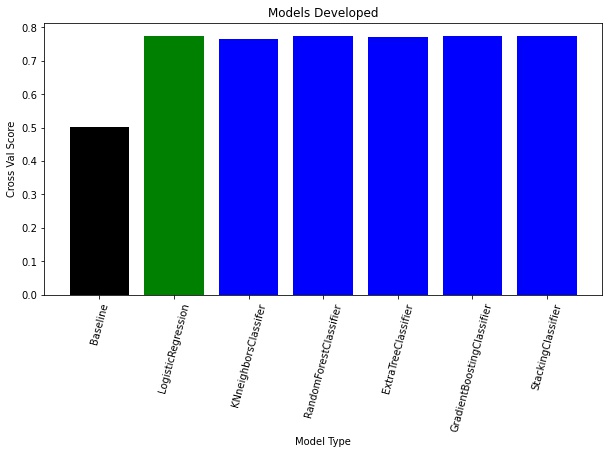 Models Developed
Cross Val Score
0.8
0.7
0.6
0.5
0.4
0.3
0.2
0.1
0.0
Baseline
LogisticRegression
KNneighborsClassifer
RandomForestClassifier
ExtraTreeClassifier
GradientBoostingClassifier
StackingClassifier
Model Type